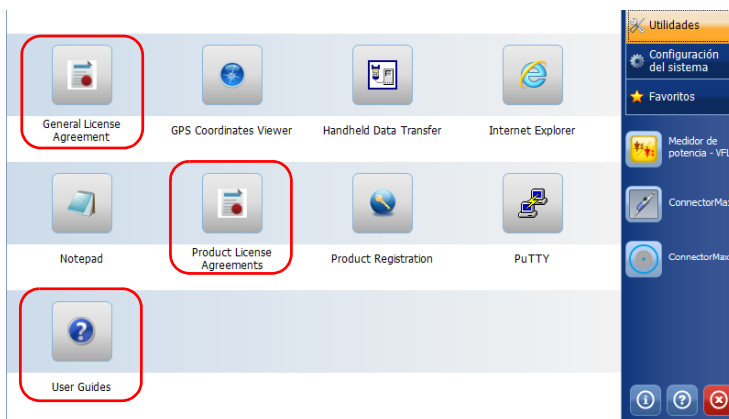 General License
Agreement
GPS Coordinates Viewer
Handheld Data Transfer
Internet Explorer
Notepad
Product License
Agreements
Product Registration
PuTTY
User Guides
Utilidades
Configuración
del sistema
Favoritos
Medidor de
potencia - VFL
ConnectorMax
ConnectorMax